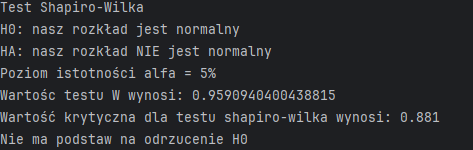 Test Shapiro-Wilka
H0: nasz rozkład jest normalny
HA: nasz rozkład NIE jest normalny
Poziom istotności alfa = 5%
Wartośc testu W wynosi: 0.9590940400438815
Wartość krytyczna dla testu shapiro-wilka wynosi: 0.881
Nie ma podstaw na odrzucenie H0